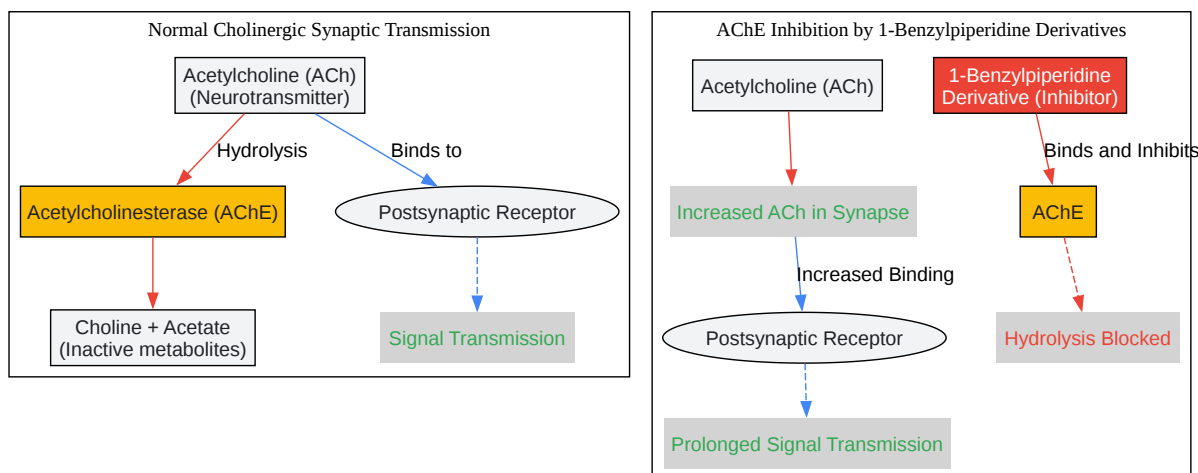 Normal Cholinergic Synaptic Transmission
Acetylcholine (ACh)
(Neurotransmitter)
Hydrolysis
Binds to
Acetylcholinesterase (AChE)
Postsynaptic Receptor
Choline + Acetate
(Inactive metabolites)
Signal Transmission
AChE Inhibition by 1-Benzylpiperidine Derivatives
Acetylcholine (ACh)
1-Benzylpiperidine
Derivative (Inhibitor)
Binds and Inhibits
Increased ACh in Synapse
AChE
Increased Binding
Postsynaptic Receptor
Hydrolysis Blocked
Prolonged Signal Transmission